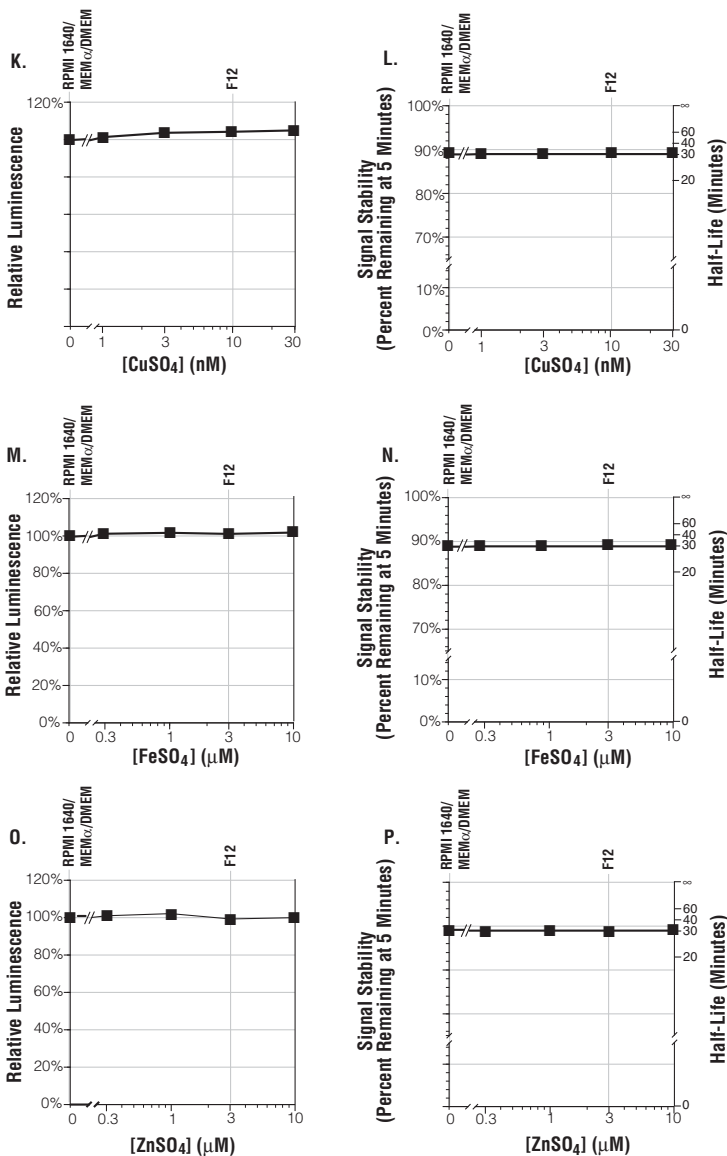 K.
RPMI 1640/
MEMα/DMEM
F12
120%
Relative Luminescence
0 1 3 10 30
[CuSO4] (nM)
L.
RPMI 1640/
MEMα/DMEM
F12
Signal Stability
(Percent Remaining at 5 Minutes)
100%
90%
80%
70%
10%
0%
∞
60
40
30
20
0
Half-Life (Minutes)
0 1 3 10 30
[CuSO4] (nM)
M.
RPMI 1640/
MEMα/DMEM
F12
Relative Luminescence
120%
100%
80%
60%
40%
20%
0%
0 0.3 1 3 10
[FeSO4] (μM)
N.
RPMI 1640/
MEMα/DMEM
F12
Signal Stability
(Percent Remaining at 5 Minutes)
100%
90%
80%
70%
10%
0%
∞
60
40
30
20
0
Half-Life (Minutes)
0 0.3 1 3 10
[FeSO4] (μM)
O.
RPMI 1640/
MEMα/DMEM
F12
Relative Luminescence
120%
100%
80%
60%
40%
20%
0%
0 0.3 1 3 10
[ZnSO4] (μM)
P.
RPMI 1640/
MEMα/DMEM
F12
Signal Stability
(Percent Remaining at 5 Minutes)
∞
60
40
30
20
0
Half-Life (Minutes)
0 0.3 1 3 10
[ZnSO4] (μM)